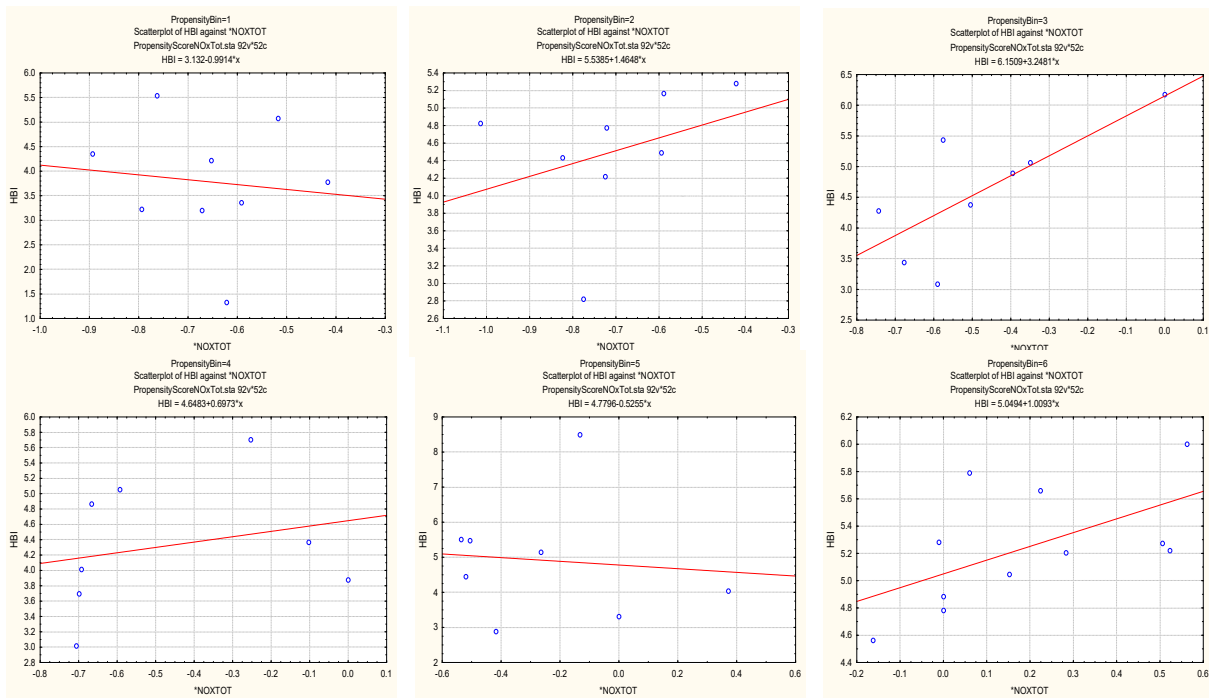 PropensityBin=1
Scatterplot of HBI against *NOXTOT
PropensityScoreNOxTot.sta 92v*52c
HBI = 3.132-0.9914*x
6.0
5.5
5.0
4.5
4.0
3.5
3.0
2.5
2.0
1.5
1.0
HBI
-1.0 -0.9 -0.8 -0.7 -0.6 -0.5 -0.4 -0.3
*NOXTOT
PropensityBin=2
Scatterplot of HBI against *NOXTOT
PropensityScoreNOxTot.sta 92v*52c
HBI = 5.5385+1.4648*x
5.4
5.2
5.0
4.8
4.6
4.4
4.2
4.0
3.8
3.6
3.4
3.2
3.0
2.8
2.6
HBI
-1.1 -1.0 -0.9 -0.8 -0.7 -0.6 -0.5 -0.4 -0.3
*NOXTOT
PropensityBin=3
Scatterplot of HBI against *NOXTOT
PropensityScoreNOxTot.sta 92v*52c
HBI = 6.1509+3.2481*x
6.5
6.0
5.5
5.0
4.5
4.0
3.5
3.0
2.5
HBI
-0.8 -0.7 -0.6 -0.5 -0.4 -0.3 -0.2 -0.1 0.0 0.1
*NOXTOT
PropensityBin=4
Scatterplot of HBI against *NOXTOT
PropensityScoreNOxTot.sta 92v*52c
HBI = 4.6483+0.6973*x
6.0
5.8
5.6
5.4
5.2
5.0
4.8
4.6
4.4
4.2
4.0
3.8
3.6
3.4
3.2
3.0
2.8
HBI
-0.8 -0.7 -0.6 -0.5 -0.4 -0.3 -0.2 -0.1 0.0 0.1
*NOXTOT
PropensityBin=5
Scatterplot of HBI against *NOXTOT
PropensityScoreNOxTot.sta 92v*52c
HBI = 4.7796-0.5255*x
9
8
7
6
5
4
3
2
HBI
-0.6 -0.4 -0.2 0.0 0.2 0.4 0.6
*NOXTOT
PropensityBin=6
Scatterplot of HBI against *NOXTOT
PropensityScoreNOxTot.sta 92v*52c
HBI = 5.0494+1.0093*x
6.2
6.0
5.8
5.6
5.4
5.2
5.0
4.8
4.6
4.4
HBI
-0.2 -0.1 0.0 0.1 0.2 0.3 0.4 0.5 0.6
*NOXTOT